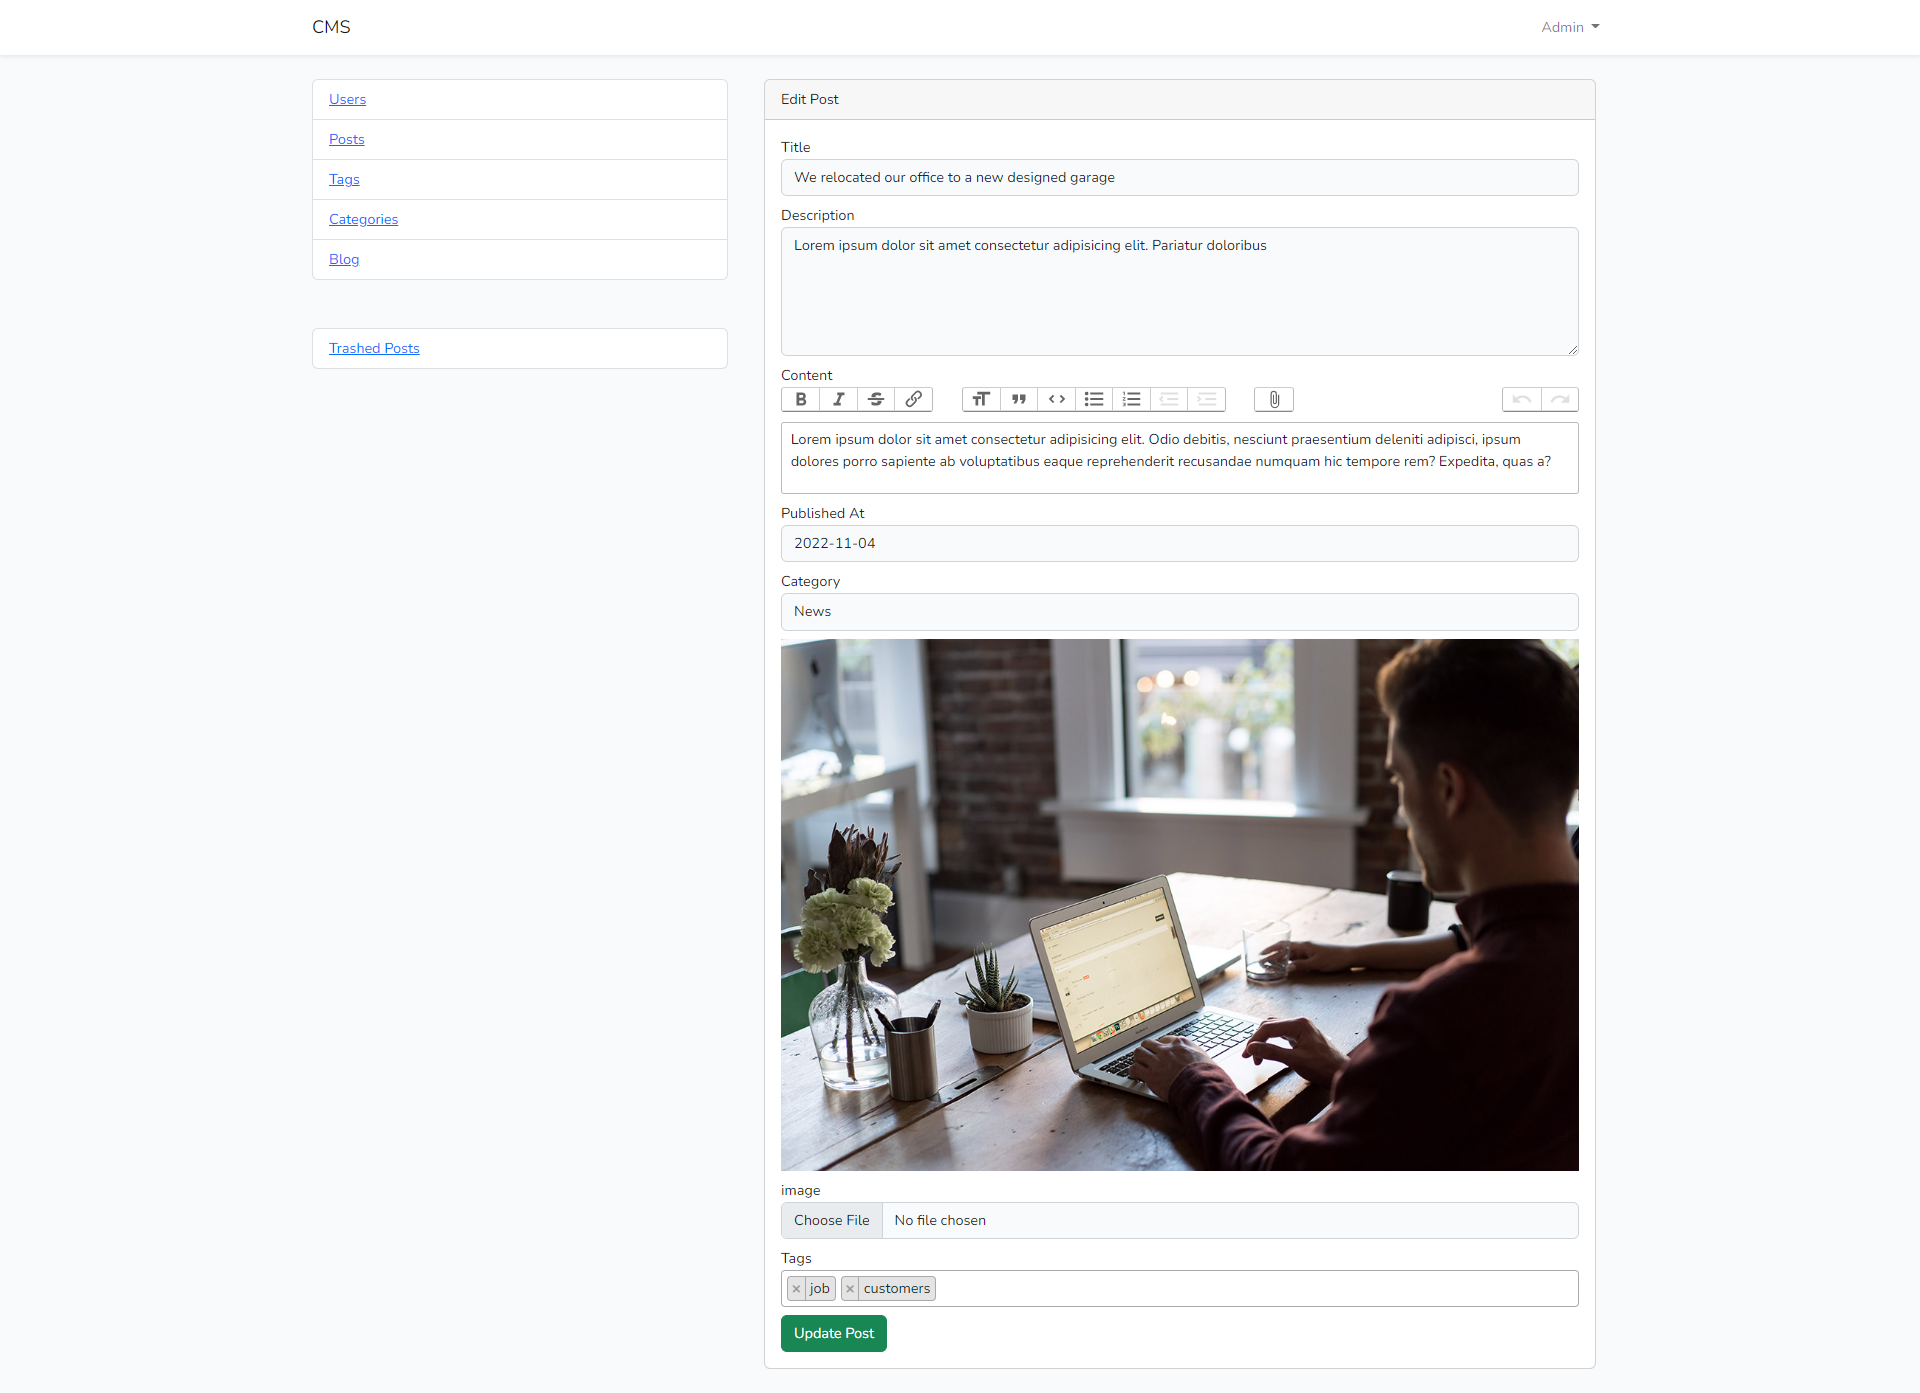 CMS
Admin
Users
Posts
Tags
Categories
Blog
Trashed Posts
Edit Post
Title
We relocated our office to a new designed garage
Description
Lorem ipsum dolor sit amet consectetur adipisicing elit. Pariatur doloribus
Content
Lorem ipsum dolor sit amet consectetur adipisicing elit. Odio debitis, nesciunt praesentium deleniti adipisci, ipsum
dolores porro sapiente ab voluptatibus eaque reprehenderit recusandae numquam hic tempore rem? Expedita, quas a?
Published At
2022-11-04
Category
News
image
Choose File No file chosen
Tags
× job × customers
Update Post